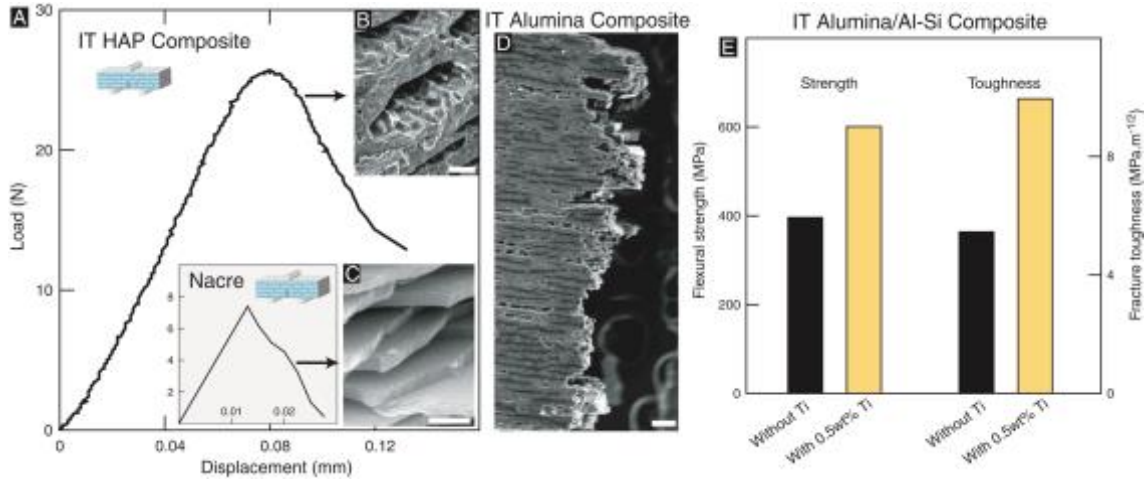 A
IT HAP Composite
30
20
10
0
Load (N)
0
0.04
0.08
0.12
Displacement (mm)
B
Nacre
8
6
4
2
0.01
0.02
C
IT Alumina Composite
D
IT Alumina/Al-Si Composite
E
Strength
Toughness
600
400
200
0
Flexural strength (MPa)
8
4
0
Fracture toughness (MPa.m-1/2)
Without Ti
With 0.5wt% Ti
Without Ti
With 0.5wt% Ti